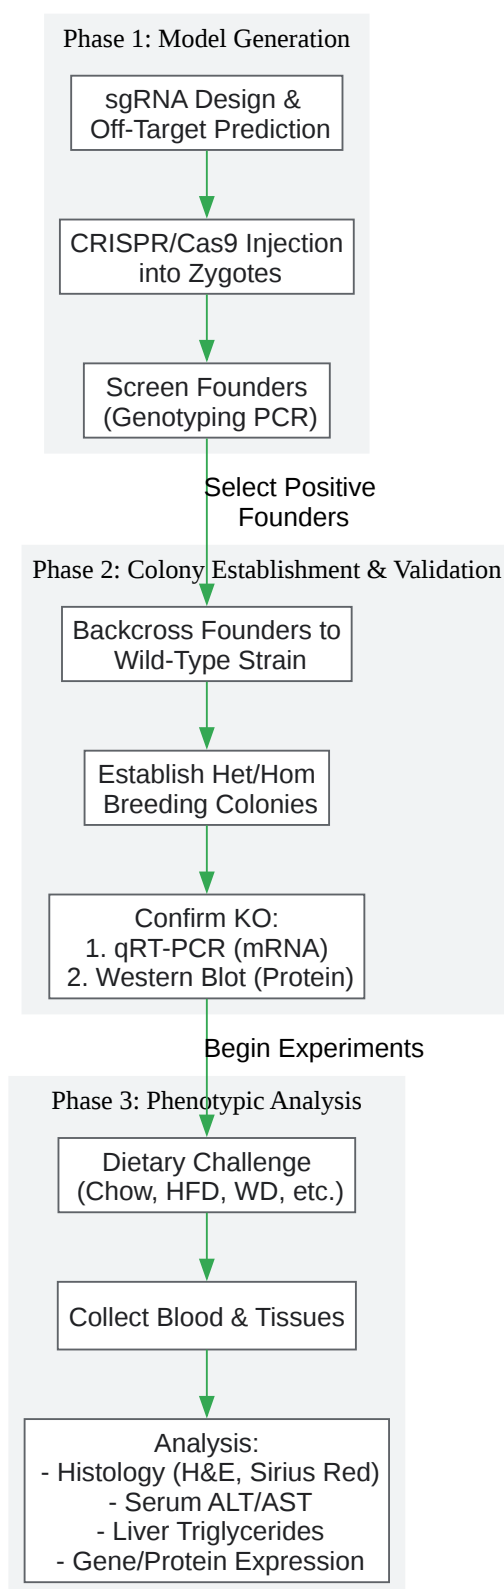 Phase 1: Model Generation
sgRNA Design &
Off-Target Prediction
CRISPR/Cas9 Injection
into Zygotes
Screen Founders
(Genotyping PCR)
Select Positive
Founders
Phase 2: Colony Establishment & Validation
Backcross Founders to
Wild-Type Strain
Establish Het/Hom
Breeding Colonies
Confirm KO:
1. qRT-PCR (mRNA)
2. Western Blot (Protein)
Begin Experiments
Phase 3: Phenotypic Analysis
Dietary Challenge
(Chow, HFD, WD, etc.)
Collect Blood & Tissues
Analysis:
- Histology (H&E, Sirius Red)
- Serum ALT/AST
- Liver Triglycerides
- Gene/Protein Expression